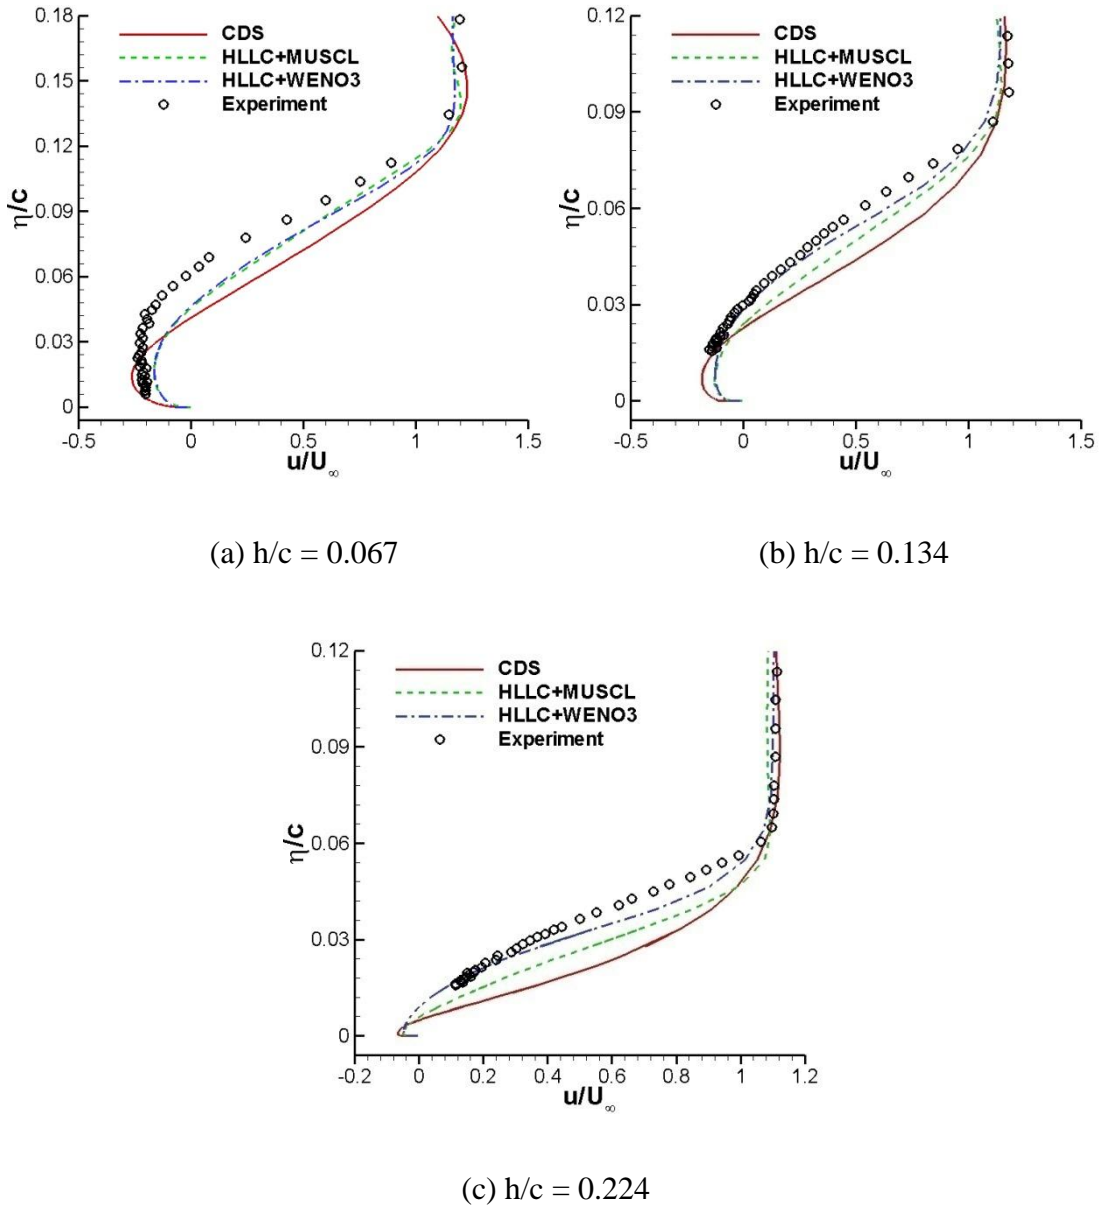 0.18
0.15
0.12
0.09
0.06
0.03
0
η/c
CDS
HLLC+MUSCL
HLLC+WENO3
Experiment
-0.5
0
0.5
1
1.5
u/U∞
(a) h/c = 0.067
0.12
0.09
0.06
0.03
0
η/c
CDS
HLLC+MUSCL
HLLC+WENO3
Experiment
-0.5
0
0.5
1
1.5
u/U∞
(b) h/c = 0.134
0.12
0.09
0.06
0.03
0
η/c
CDS
HLLC+MUSCL
HLLC+WENO3
Experiment
-0.2
0
0.2
0.4
0.6
0.8
1
1.2
u/U∞
(c) h/c = 0.224